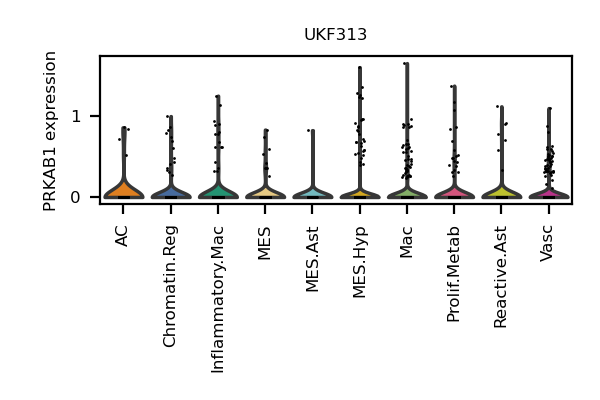 UKF313
PRKAB1 expression
1
0
AC
Chromatin.Reg
Inflammatory.Mac
MES
MES.Ast
MES.Hyp
Mac
Prolif.Metab
Reactive.Ast
Vasc